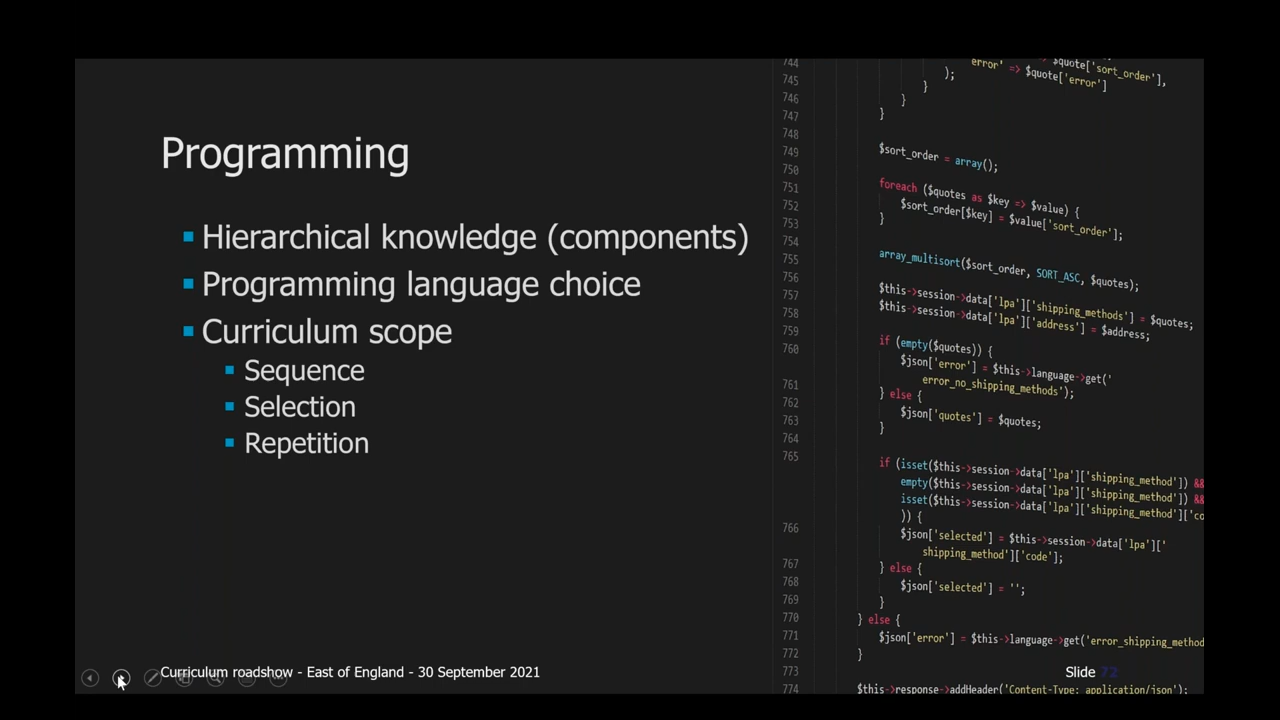 Programming
Hierarchical knowledge (components)
Programming language choice
Curriculum scope
Sequence
Selection
Repetition
Curriculum roadshow - East of England - 30 September 2021
Slide 72
744 error' => $quote['sort_order'],
745 ); $quote['error']
746 }
747 }
748 }
749 $sort_order = array();
750
751 foreach ($quotes as $key => $value) {
752 $sort_order[$key] = $value['sort_order'];
753 }
754
755 array_multisort($sort_order, SORT_ASC, $quotes);
756
757 $this->session->data['lpa']['shipping_methods'] = $quotes;
758 $this->session->data['lpa']['address'] = $address;
759
760 if (empty($quotes)) {
$json['error'] = $this->language->get('
761 error_no_shipping_methods');
762 } else {
763 $json['quotes'] = $quotes;
764 }
765
if (isset($this->session->data['lpa']['shipping_method']) &&
empty($this->session->data['lpa']['shipping_method']) &&
isset($this->session->data['lpa']['shipping_method']['co
766 )) {
$json['selected'] = $this->session->data['lpa']['
shipping_method']['code'];
767 } else {
768 $json['selected'] = '';
769 }
770 } else {
771 $json['error'] = $this->language->get('error_shipping_method
772 }
773
774 $this->response->addHeader('Content-Type: application/json');